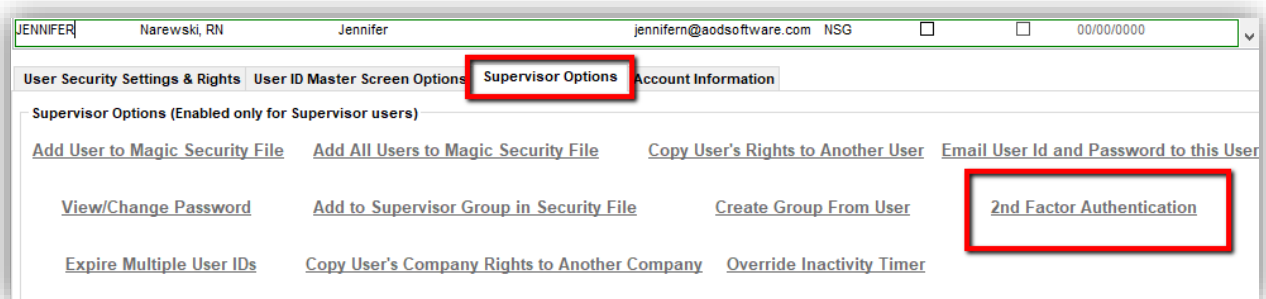 JENNIFER Narewski, RN Jennifer jennifern@aodsoftware.com NSG 00/00/0000
User Security Settings & Rights User ID Master Screen Options Supervisor Options Account Information
Supervisor Options (Enabled only for Supervisor users)
Add User to Magic Security File Add All Users to Magic Security File Copy User's Rights to Another User Email User Id and Password to this User
View/Change Password Add to Supervisor Group in Security File Create Group From User 2nd Factor Authentication
Expire Multiple User IDs Copy User's Company Rights to Another Company Override Inactivity Timer